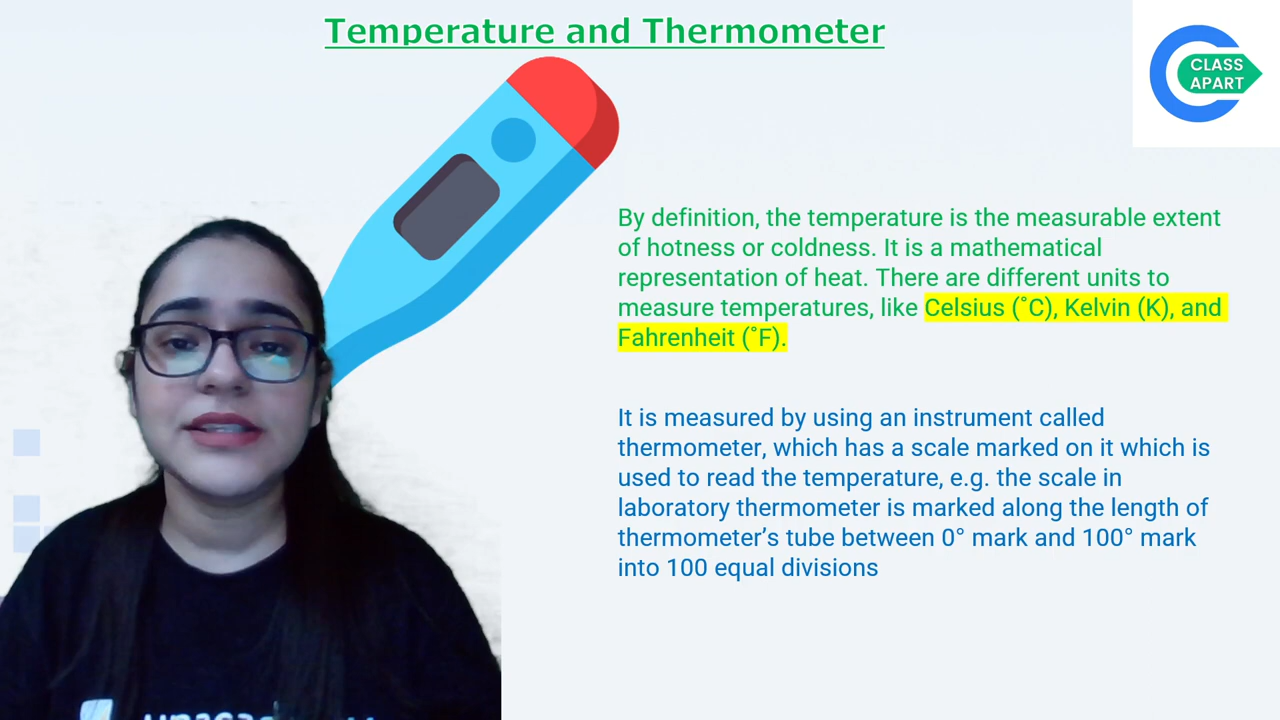 Temperature and Thermometer
CLASS
APART
By definition, the temperature is the measurable extent
of hotness or coldness. It is a mathematical
representation of heat. There are different units to
measure temperatures, like Celsius (˚C), Kelvin (K), and
Fahrenheit (˚F).
It is measured by using an instrument called
thermometer, which has a scale marked on it which is
used to read the temperature, e.g. the scale in
laboratory thermometer is marked along the length of
thermometer’s tube between 0° mark and 100° mark
into 100 equal divisions